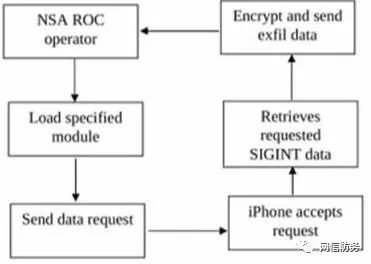 NSA ROC
operator
Encrypt and send
exfil data
Load specified
module
Retrieves
requested
SIGINT data
Send data request
iPhone accepts
request
网信防务